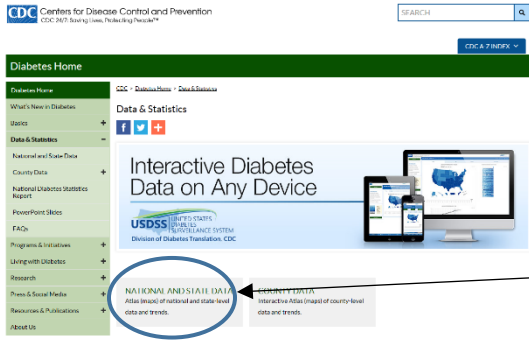 CDC Centers for Disease Control and Prevention
CDC 24/7: Saving Lives, Protecting People™
SEARCH
CDC A-Z INDEX
Diabetes Home
Diabetes Home
What's New in Diabetes
Basics +
Data & Statistics −
National and State Data
County Data +
National Diabetes Statistics
Report
PowerPoint Slides
FAQs
Programs & Initiatives +
Living with Diabetes +
Research +
Press & Social Media +
Resources & Publications +
About Us
CDC > Diabetes Home > Data & Statistics
Data & Statistics
Interactive Diabetes
Data on Any Device
USDSS UNITED STATES
DIABETES
SURVEILLANCE SYSTEM
Division of Diabetes Translation, CDC
NATIONAL AND STATE DATA
Atlas (maps) of national and state-level
data and trends.
COUNTY DATA
Interactive Atlas (maps) of county-level
data and trends.